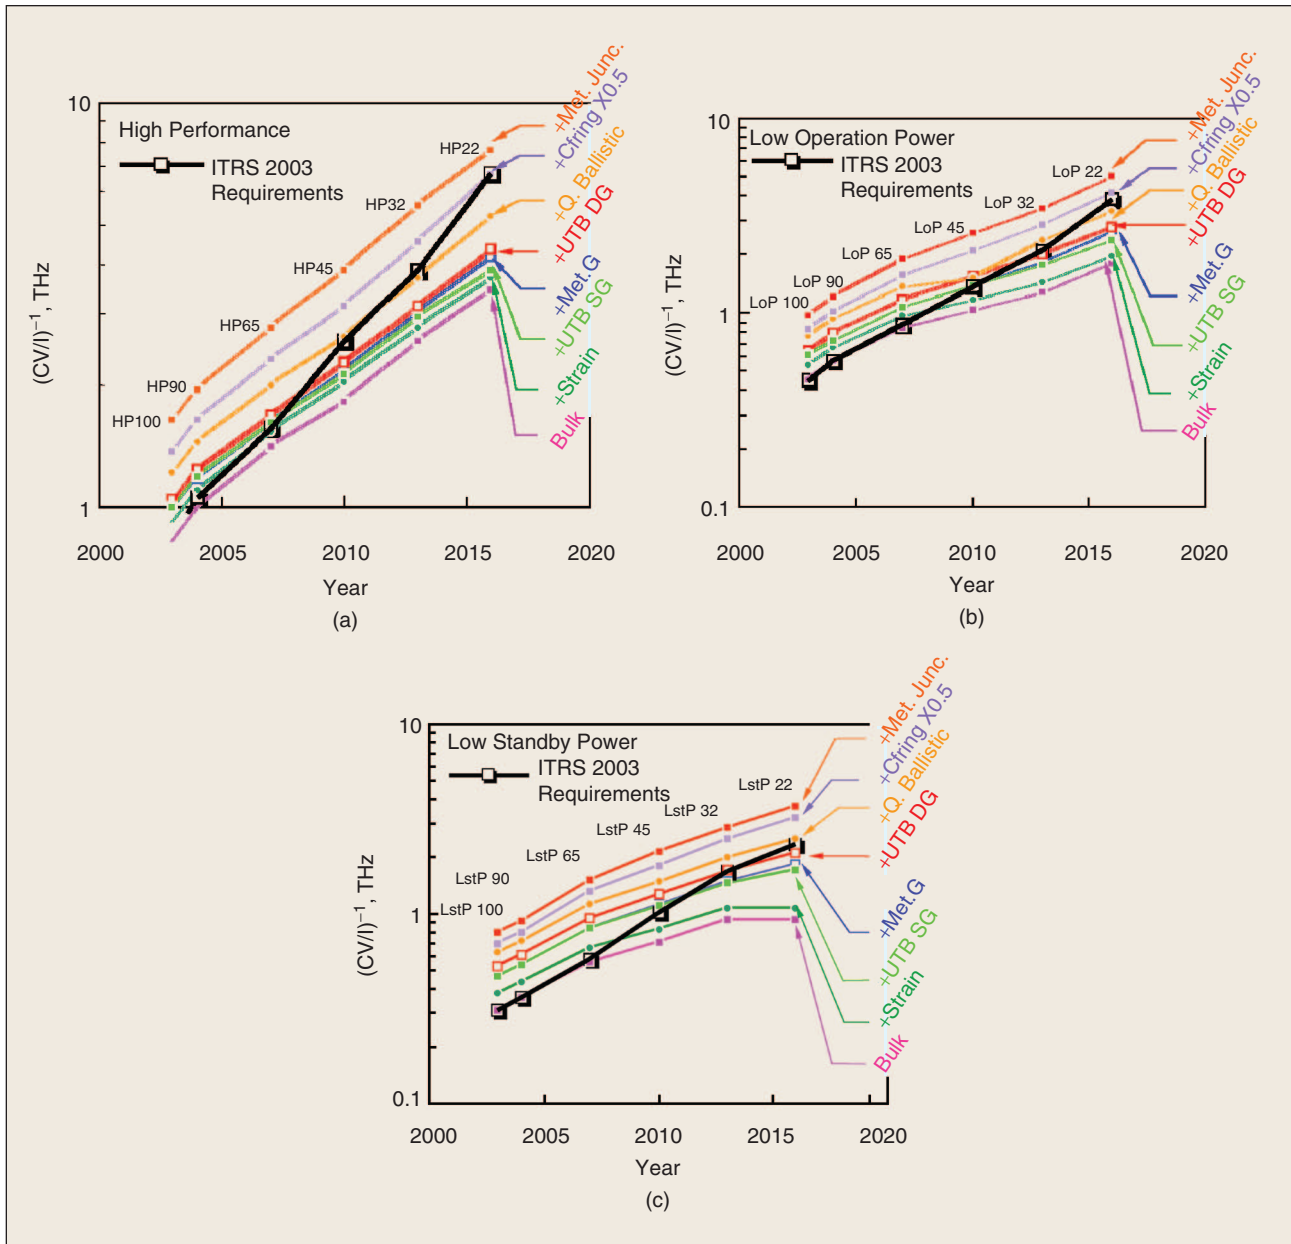 10
High Performance
ITRS 2003
Requirements
HP22
HP32
HP45
HP65
HP90
HP100
1
(CV/I)⁻¹, THz
2000
2005
2010
2015
2020
Year
(a)
+Met. Junc.
+Cfring X0.5
+Q. Ballistic
+UTB DG
+Met.G
+UTB SG
+Strain
Bulk
10
Low Operation Power
ITRS 2003
Requirements
LoP 22
LoP 32
LoP 45
LoP 65
LoP 90
LoP 100
1
0.1
(CV/I)⁻¹, THz
2000
2005
2010
2015
2020
Year
(b)
+Met. Junc.
+Cfring X0.5
+Q. Ballistic
+UTB DG
+Met.G
+UTB SG
+Strain
Bulk
10
Low Standby Power
ITRS 2003
Requirements
LstP 22
LstP 32
LstP 45
LstP 65
LstP 90
LstP 100
1
0.1
(CV/I)⁻¹, THz
2000
2005
2010
2015
2020
Year
(c)
+Met. Junc.
+Cfring X0.5
+Q. Ballistic
+UTB DG
+Met.G
+UTB SG
+Strain
Bulk